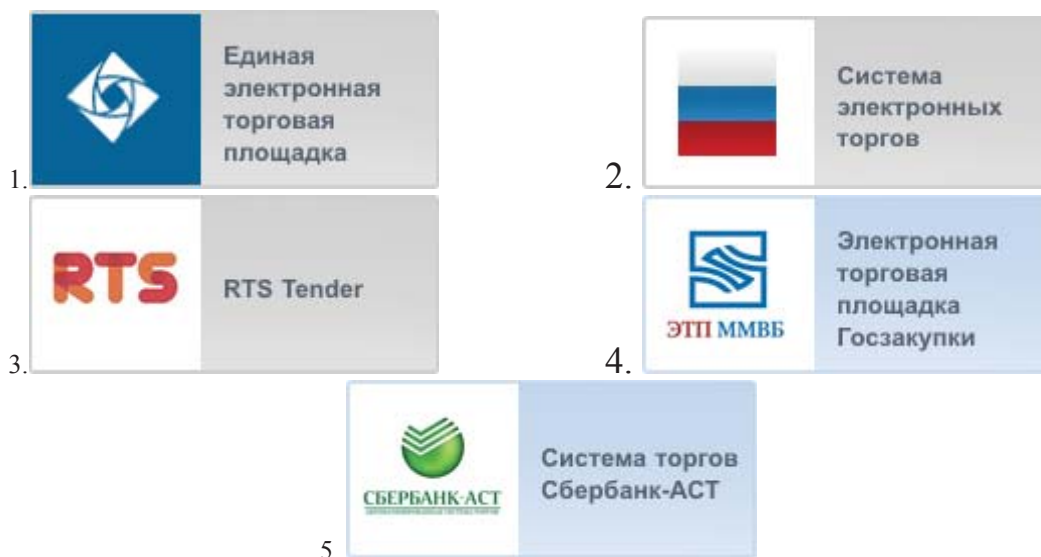 1.
Единая
электронная
торговая
площадка
2.
Система
электронных
торгов
3.
RTS
RTS Tender
4.
ЭТП ММВБ
Электронная
торговая
площадка
Госзакупки
5
СБЕРБАНК-АСТ
Система торгов
Сбербанк-АСТ